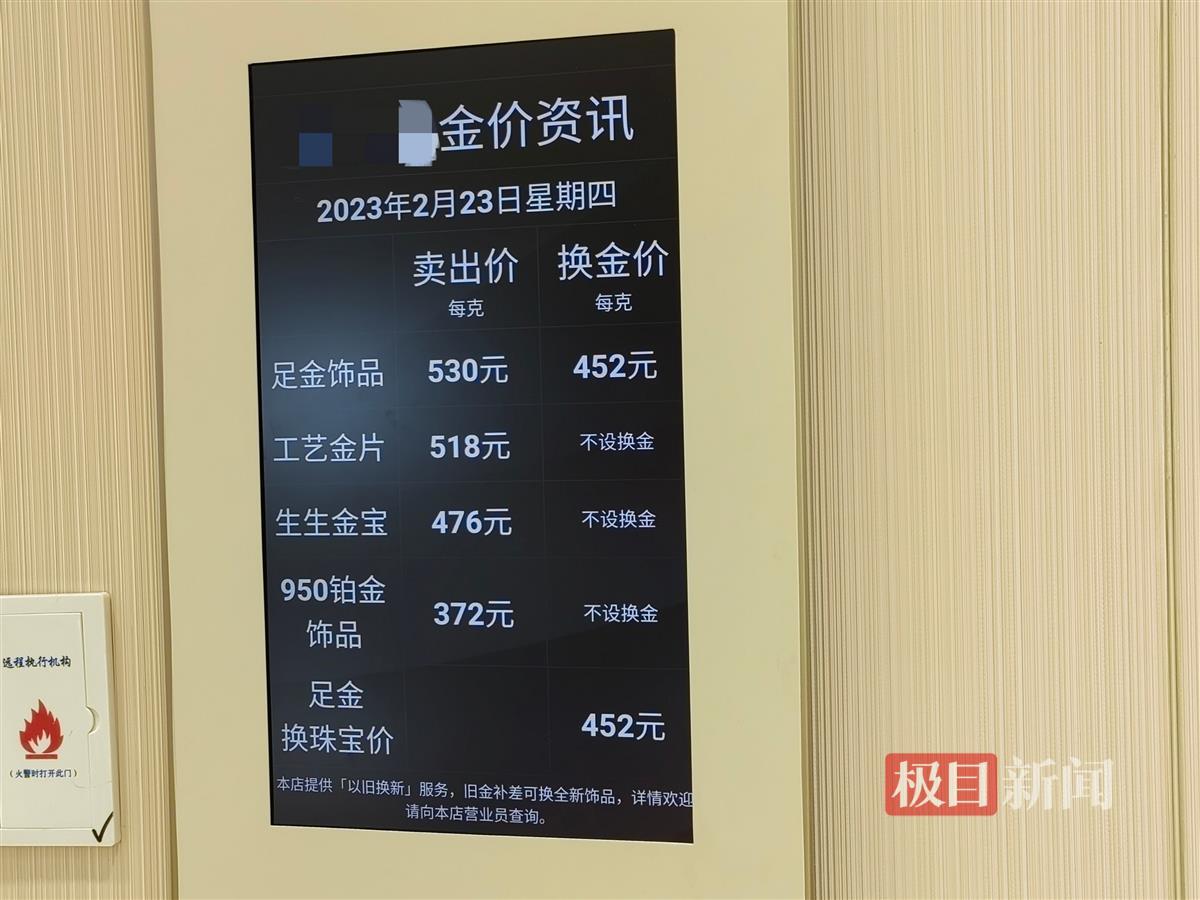 金价资讯
2023年2月23日星期四
卖出价 换金价
每克 每克
足金饰品 530元 452元
工艺金片 518元 不设换金
生生金宝 476元 不设换金
950铂金
饰品 372元 不设换金
足金
换珠宝价 452元
本店提供「以旧换新」服务，旧金补差可换全新饰品，详情欢迎
请向本店营业员查询。
远程执行机构
（火警时打开此门）
极目新闻